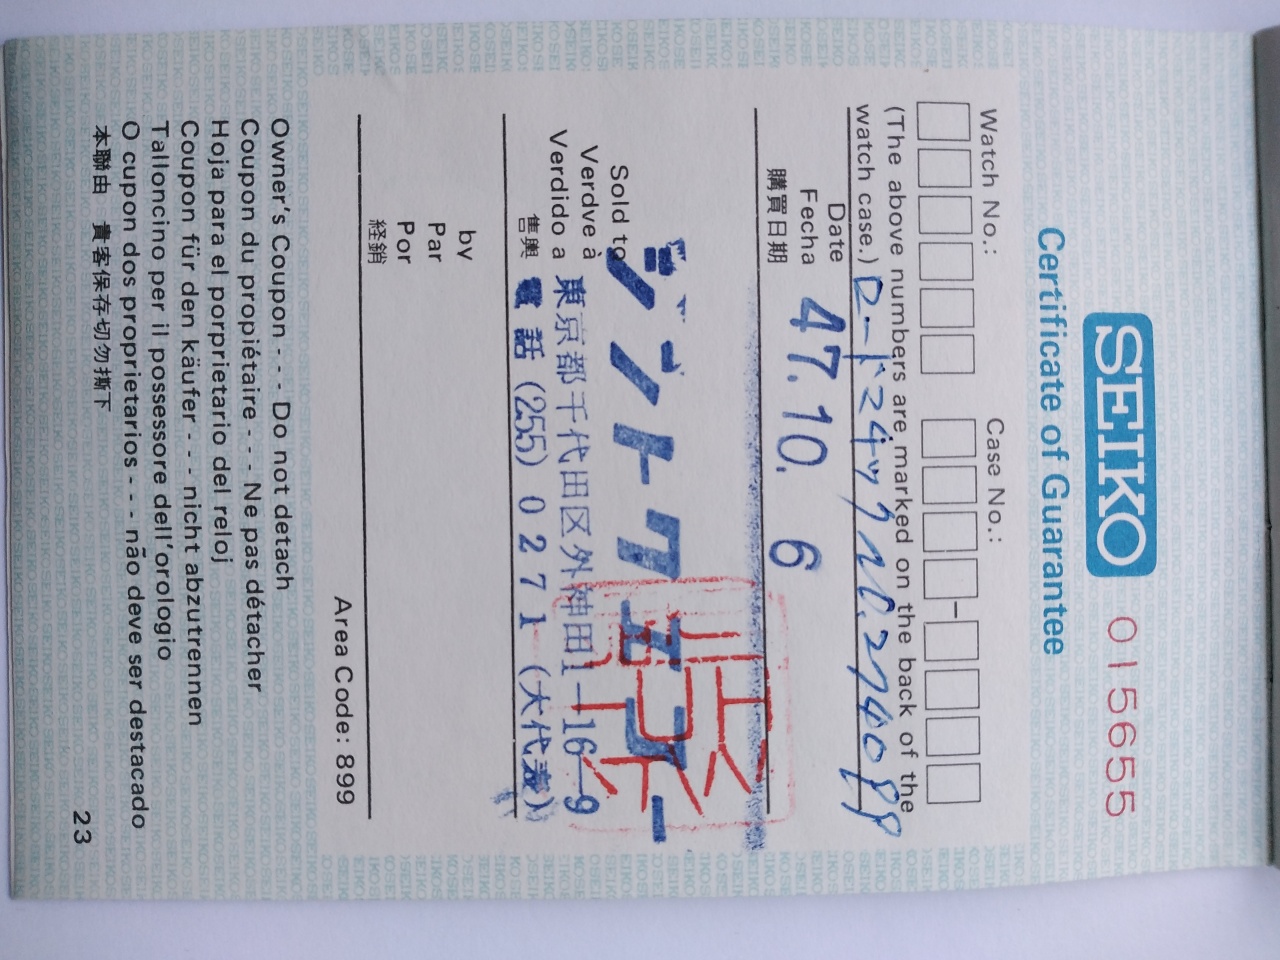 SEIKO 015655
Certificate of Guarantee
Watch No.: Case No.:
(The above numbers are marked on the back of the
watch case.)
Date
Fecha 47.10. 6
購買日期
Sold to
Verdve à
Verdido a 東京都千代田区外神田1-16-9
售與 電話(255)0271(大代表)
by
Par
Por
経銷
Area Code: 899
Owner's Coupon - - - Do not detach
Coupon du propiétaire - - - Ne pas détacher
Hoja para el porprietario del reloj
Coupon für den käufer - - - nicht abzutrennen
Talloncino per il possessore dell'orologio
O cupon dos proprietarios - - - não deve ser destacado
本聯由 貴客保存切勿撕下
23